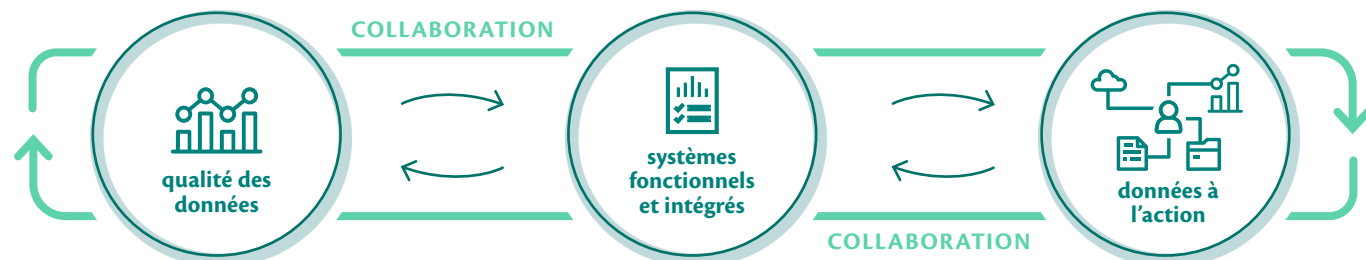 COLLABORATION
qualité des
données
systèmes
fonctionnels
et intégrés
données à
l’action
COLLABORATION